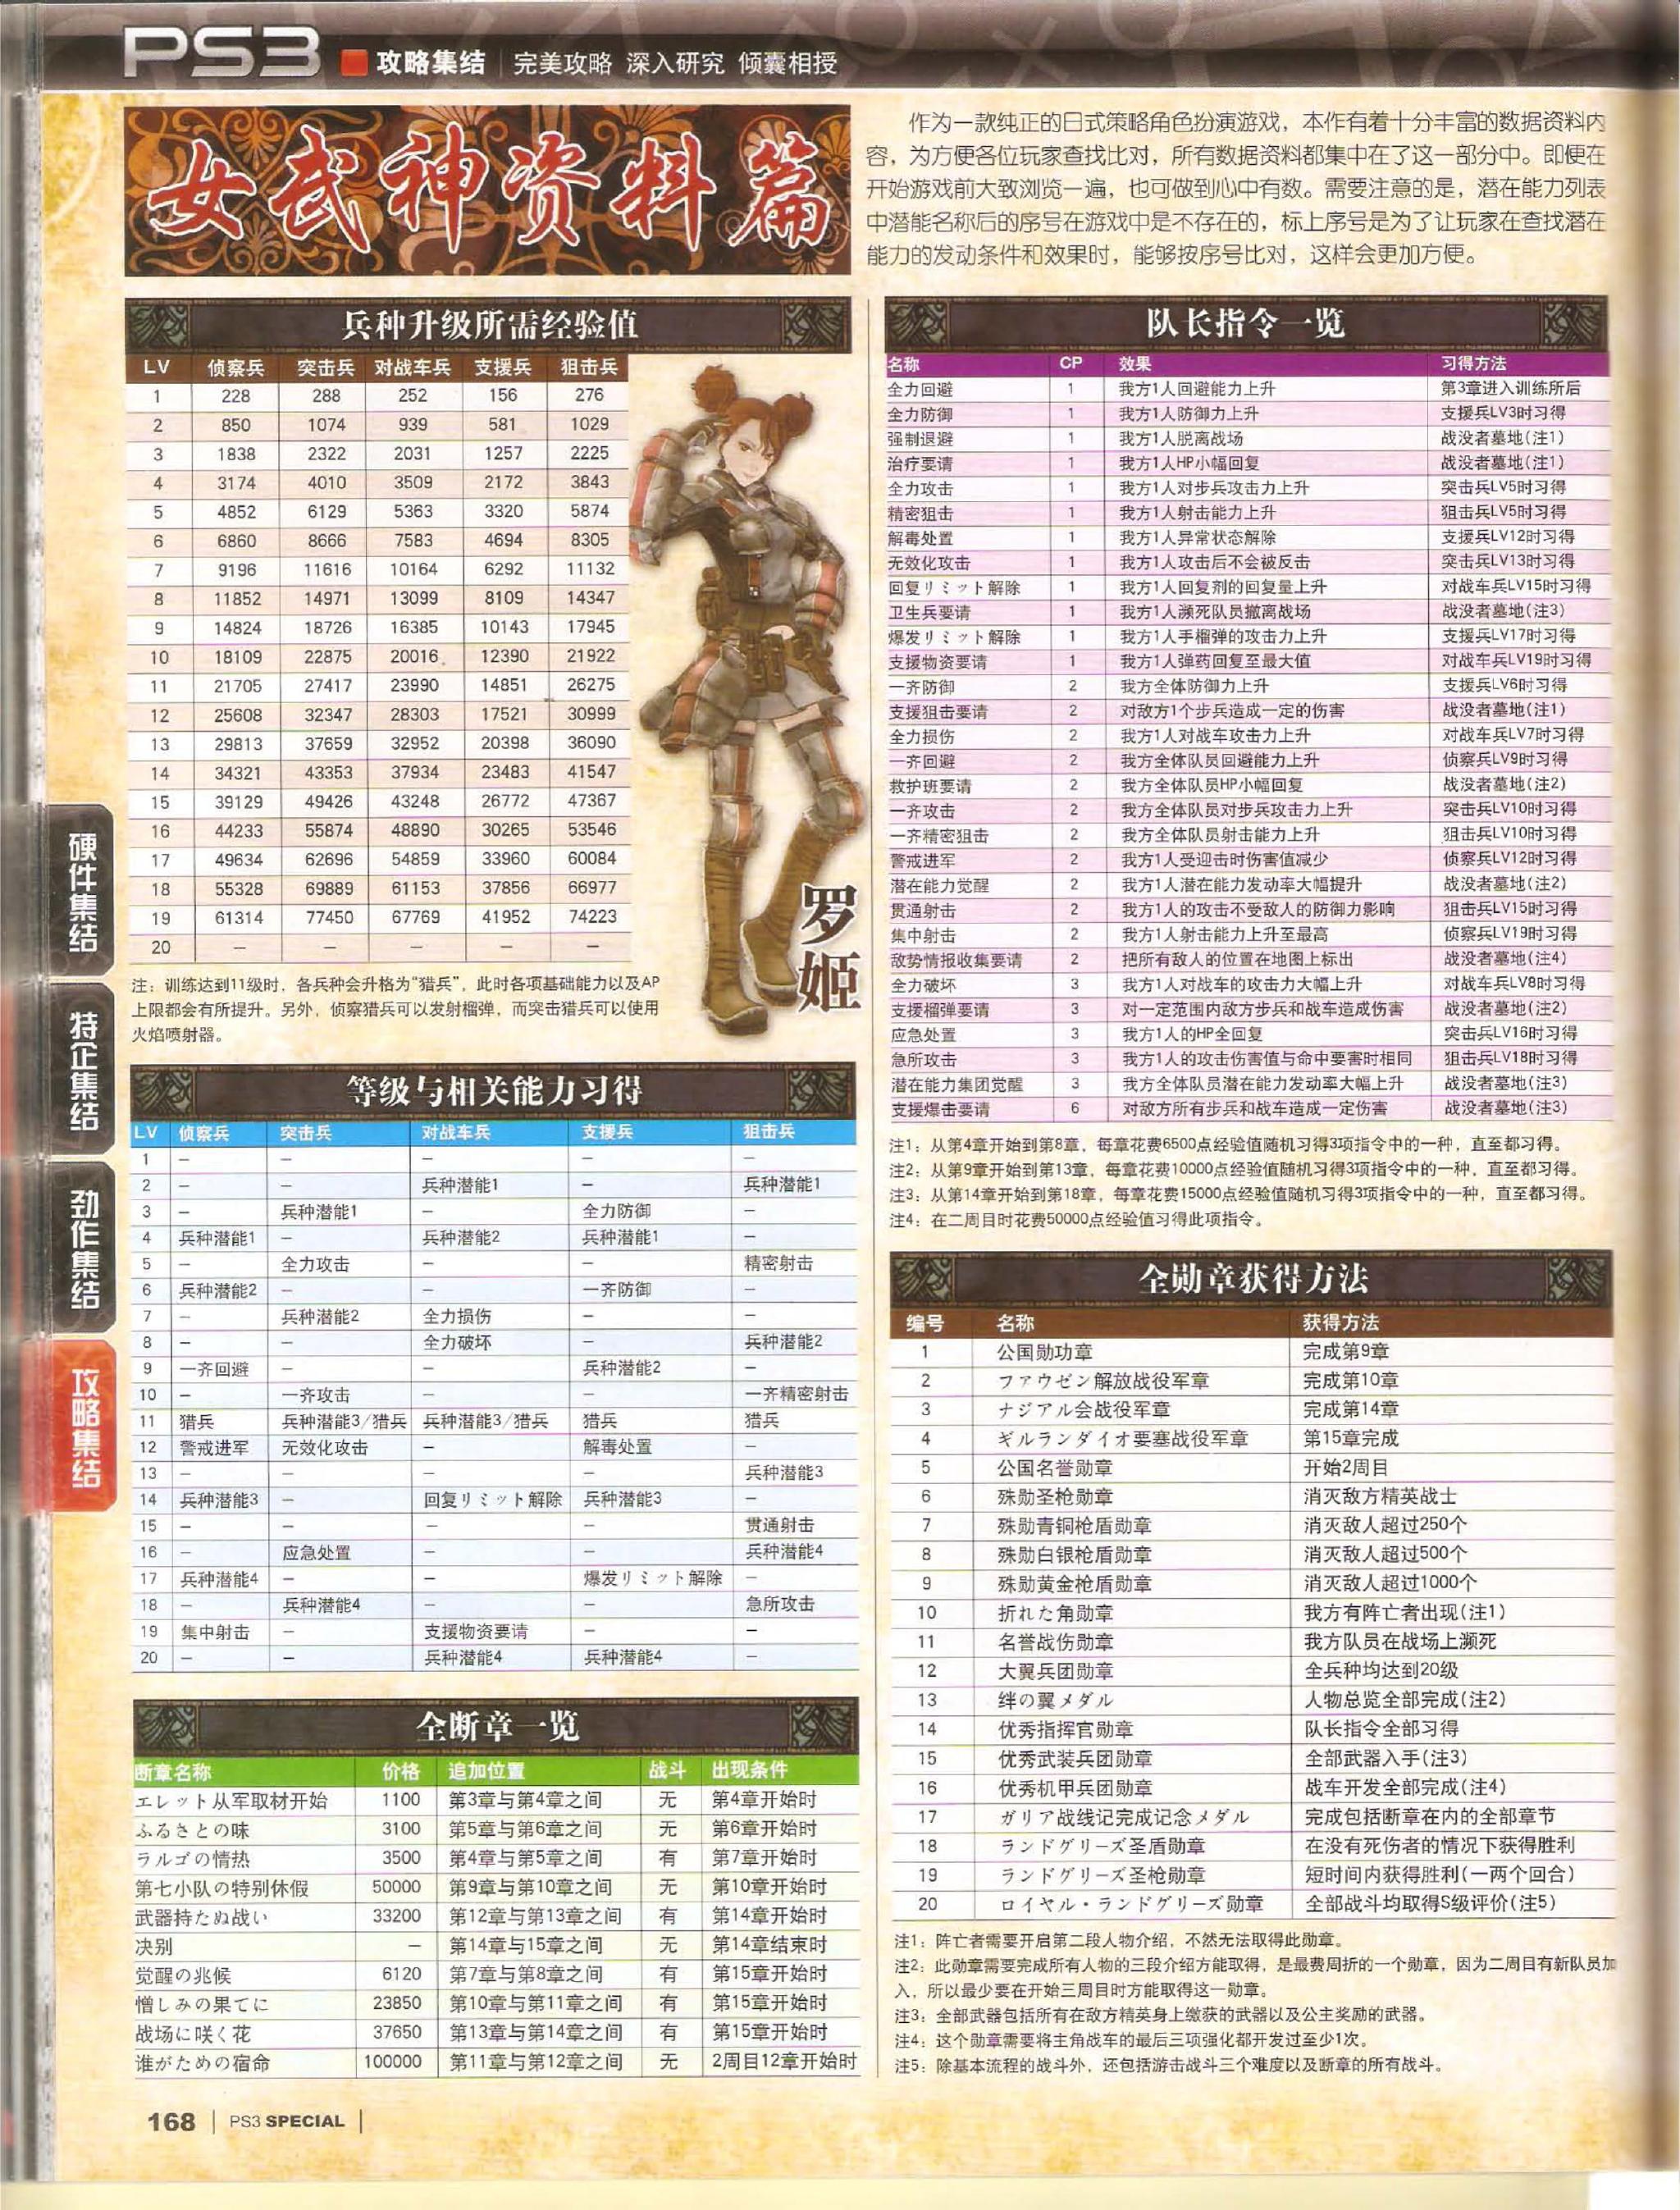 PS3 攻略集结 完美攻略 深入研究 倾囊相授
女武神资料篇
作为一款纯正的日式策略角色扮演游戏，本作有着十分丰富的数据资料内
容，为方便各位玩家查找比对，所有数据资料都集中在了这一部分中。即便在
开始游戏前大致浏览一遍，也可做到心中有数。需要注意的是，潜在能力列表
中潜能名称后的序号在游戏中是不存在的，标上序号是为了让玩家在查找潜在
能力的发动条件和效果时，能够按序号比对，这样会更加方便。
兵种升级所需经验值
LV 侦察兵 突击兵 对战车兵 支援兵 狙击兵
1 228 288 252 156 276
2 850 1074 939 581 1029
3 1838 2322 2031 1257 2225
4 3174 4010 3509 2172 3843
5 4852 6129 5363 3320 5874
6 6860 8666 7583 4694 8305
7 9196 11616 10164 6292 11132
8 11852 14971 13099 8109 14347
9 14824 18726 16385 10143 17945
10 18109 22875 20016 12390 21922
11 21705 27417 23990 14851 26275
12 25608 32347 28303 17521 30999
13 29813 37659 32952 20398 36090
14 34321 43353 37934 23483 41547
15 39129 49426 43248 26772 47367
16 44233 55874 48890 30265 53546
17 49634 62696 54859 33960 60084
18 55328 69889 61153 37856 66977
19 61314 77450 67769 41952 74223
20 － － － － －
罗姬
注：训练达到11级时，各兵种会升格为“猎兵”，此时各项基础能力以及AP
上限都会有所提升。另外，侦察猎兵可以发射榴弹，而突击猎兵可以使用
火焰喷射器。
等级与相关能力习得
LV 侦察兵 突击兵 对战车兵 支援兵 狙击兵
1 － － － － －
2 － － 兵种潜能1 － 兵种潜能1
3 － 兵种潜能1 － 全力防御 －
4 兵种潜能1 － 兵种潜能2 兵种潜能1 －
5 － 全力攻击 － － 精密射击
6 兵种潜能2 － － 一齐防御 －
7 － 兵种潜能2 全力损伤 － －
8 － － 全力破坏 － 兵种潜能2
9 一齐回避 － － 兵种潜能2 －
10 － 一齐攻击 － － 一齐精密射击
11 猎兵 兵种潜能3/猎兵 兵种潜能3/猎兵 猎兵 猎兵
12 警戒进军 无效化攻击 － 解毒处置 －
13 － － － － 兵种潜能3
14 兵种潜能3 － 回复リミット解除 兵种潜能3 －
15 － － － － 贯通射击
16 － 应急处置 － － 兵种潜能4
17 兵种潜能4 － － 爆发リミット解除 －
18 － 兵种潜能4 － － 急所攻击
19 集中射击 － 支援物资要请 － －
20 － － 兵种潜能4 兵种潜能4 －
全断章一览
断章名称 价格 追加位置 战斗 出现条件
エレット从军取材开始 1100 第3章与第4章之间 无 第4章开始时
ふるさとの味 3100 第5章与第6章之间 无 第6章开始时
ラルゴの情热 3500 第4章与第5章之间 有 第7章开始时
第七小队の特别休假 50000 第9章与第10章之间 无 第10章开始时
武器持たぬ战い 33200 第12章与第13章之间 有 第14章开始时
决别 － 第14章与15章之间 无 第14章结束时
觉醒の兆候 6120 第7章与第8章之间 有 第15章开始时
憎しみの果てに 23850 第10章与第11章之间 有 第15章开始时
战场に咲く花 37650 第13章与第14章之间 有 第15章开始时
谁がための宿命 100000 第11章与第12章之间 无 2周目12章开始时
队长指令一览
名称 CP 效果 习得方法
全力回避 1 我方1人回避能力上升 第3章进入训练所后
全力防御 1 我方1人防御力上升 支援兵LV3时习得
强制退避 1 我方1人脱离战场 战没者墓地(注1)
治疗要请 1 我方1人HP小幅回复 战没者墓地(注1)
全力攻击 1 我方1人对步兵攻击力上升 突击兵LV5时习得
精密狙击 1 我方1人射击能力上升 狙击兵LV5时习得
解毒处置 1 我方1人异常状态解除 支援兵LV12时习得
无效化攻击 1 我方1人攻击后不会被反击 突击兵LV13时习得
回复リミット解除 1 我方1人回复剂的回复量上升 对战车兵LV15时习得
卫生兵要请 1 我方1人濒死队员撤离战场 战没者墓地(注3)
爆发リミット解除 1 我方1人手榴弹的攻击力上升 支援兵LV17时习得
支援物资要请 1 我方1人弹药回复至最大值 对战车兵LV19时习得
一齐防御 2 我方全体防御力上升 支援兵LV6时习得
支援狙击要请 2 对敌方1个步兵造成一定的伤害 战没者墓地(注1)
全力损伤 2 我方1人对战车攻击力上升 对战车兵LV7时习得
一齐回避 2 我方全体队员回避能力上升 侦察兵LV9时习得
救护班要请 2 我方全体队员HP小幅回复 战没者墓地(注2)
一齐攻击 2 我方全体队员对步兵攻击力上升 突击兵LV10时习得
一齐精密狙击 2 我方全体队员射击能力上升 狙击兵LV10时习得
警戒进军 2 我方1人受迎击时伤害值减少 侦察兵LV12时习得
潜在能力觉醒 2 我方1人潜在能力发动率大幅提升 战没者墓地(注2)
贯通射击 2 我方1人的攻击不受敌人的防御力影响 狙击兵LV15时习得
集中射击 2 我方1人射击能力上升至最高 侦察兵LV19时习得
敌势情报收集要请 2 把所有敌人的位置在地图上标出 战没者墓地(注4)
全力破坏 3 我方1人对战车的攻击力大幅上升 对战车兵LV8时习得
支援榴弹要请 3 对一定范围内敌方步兵和战车造成伤害 战没者墓地(注2)
应急处置 3 我方1人的HP全回复 突击兵LV16时习得
急所攻击 3 我方1人的攻击伤害值与命中要害时相同 狙击兵LV18时习得
潜在能力集团觉醒 3 我方全体队员潜在能力发动率大幅上升 战没者墓地(注3)
支援爆击要请 6 对敌方所有步兵和战车造成一定伤害 战没者墓地(注3)
注1：从第4章开始到第8章，每章花费6500点经验值随机习得3项指令中的一种，直至都习得。
注2：从第9章开始到第13章，每章花费10000点经验值随机习得3项指令中的一种，直至都习得。
注3：从第14章开始到第18章，每章花费15000点经验值随机习得3项指令中的一种，直至都习得。
注4：在二周目时花费50000点经验值习得此项指令。
全勋章获得方法
编号 名称 获得方法
1 公国勋功章 完成第9章
2 ファウゼン解放战役军章 完成第10章
3 ナジアル会战役军章 完成第14章
4 ギルランダイオ要塞战役军章 第15章完成
5 公国名誉勋章 开始2周目
6 殊勋圣枪勋章 消灭敌方精英战士
7 殊勋青铜枪盾勋章 消灭敌人超过250个
8 殊勋白银枪盾勋章 消灭敌人超过500个
9 殊勋黄金枪盾勋章 消灭敌人超过1000个
10 折れた角勋章 我方有阵亡者出现(注1)
11 名誉战伤勋章 我方队员在战场上濒死
12 大翼兵团勋章 全兵种均达到20级
13 绊の翼メダル 人物总览全部完成(注2)
14 优秀指挥官勋章 队长指令全部习得
15 优秀武装兵团勋章 全部武器入手(注3)
16 优秀机甲兵团勋章 战车开发全部完成(注4)
17 ガリア战线记完成记念メダル 完成包括断章在内的全部章节
18 ランドグリーズ圣盾勋章 在没有死伤者的情况下获得胜利
19 ランドグリーズ圣枪勋章 短时间内获得胜利(一两个回合)
20 ロイヤル・ランドグリーズ勋章 全部战斗均取得S级评价(注5)
注1：阵亡者需要开启第二段人物介绍，不然无法取得此勋章。
注2：此勋章需要完成所有人物的三段介绍方能取得，是最费周折的一个勋章，因为二周目有新队员加
入，所以最少要在开始三周目时方能取得这一勋章。
注3：全部武器包括所有在敌方精英身上缴获的武器以及公主奖励的武器。
注4：这个勋章需要将主角战车的最后三项强化都开发过至少1次。
注5：除基本流程的战斗外，还包括游击战斗三个难度以及断章的所有战斗。
硬件集结
特企集结
劲作集结
攻略集结
168 | PS3 SPECIAL |